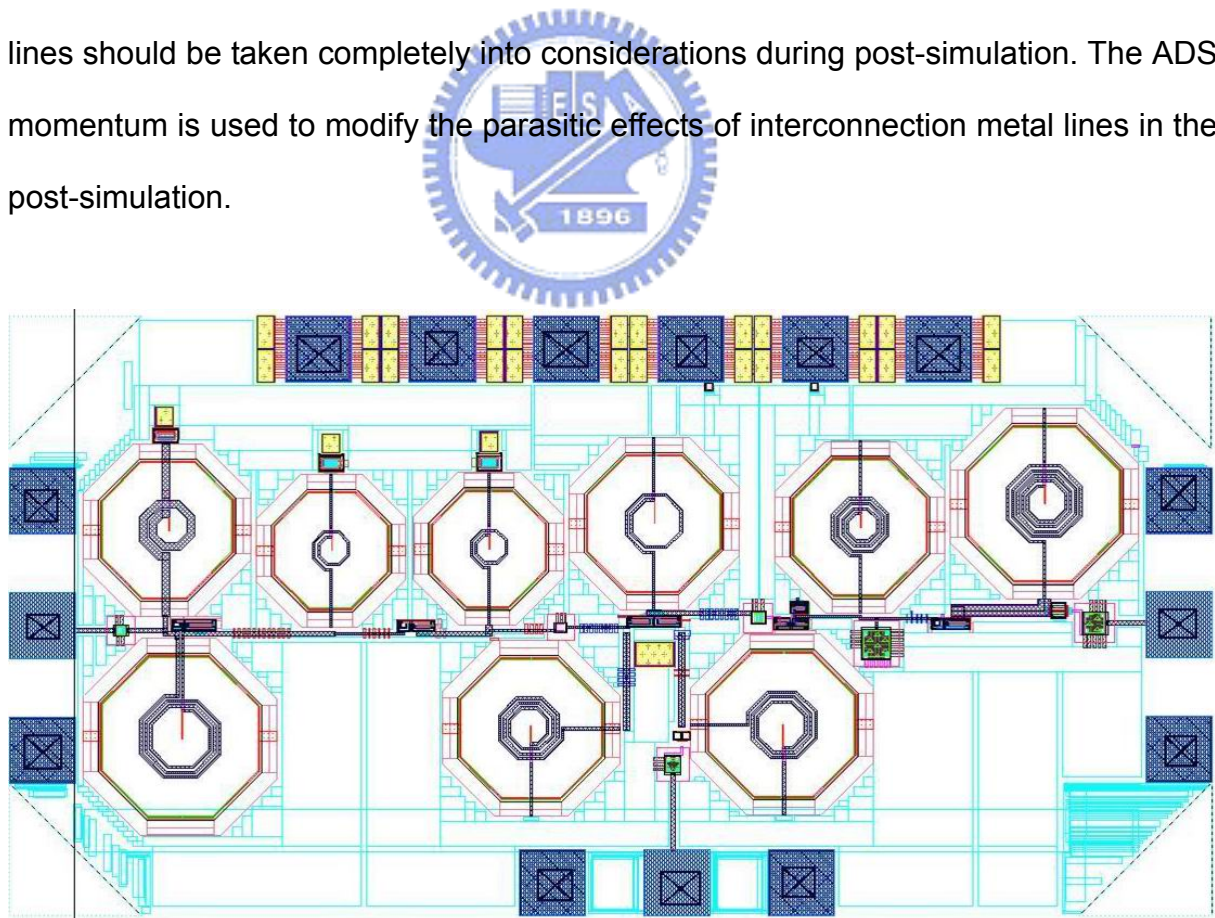 lines should be taken completely into considerations during post-simulation. The ADS
momentum is used to modify the parasitic effects of interconnection metal lines in the
post-simulation.
E S A
1896